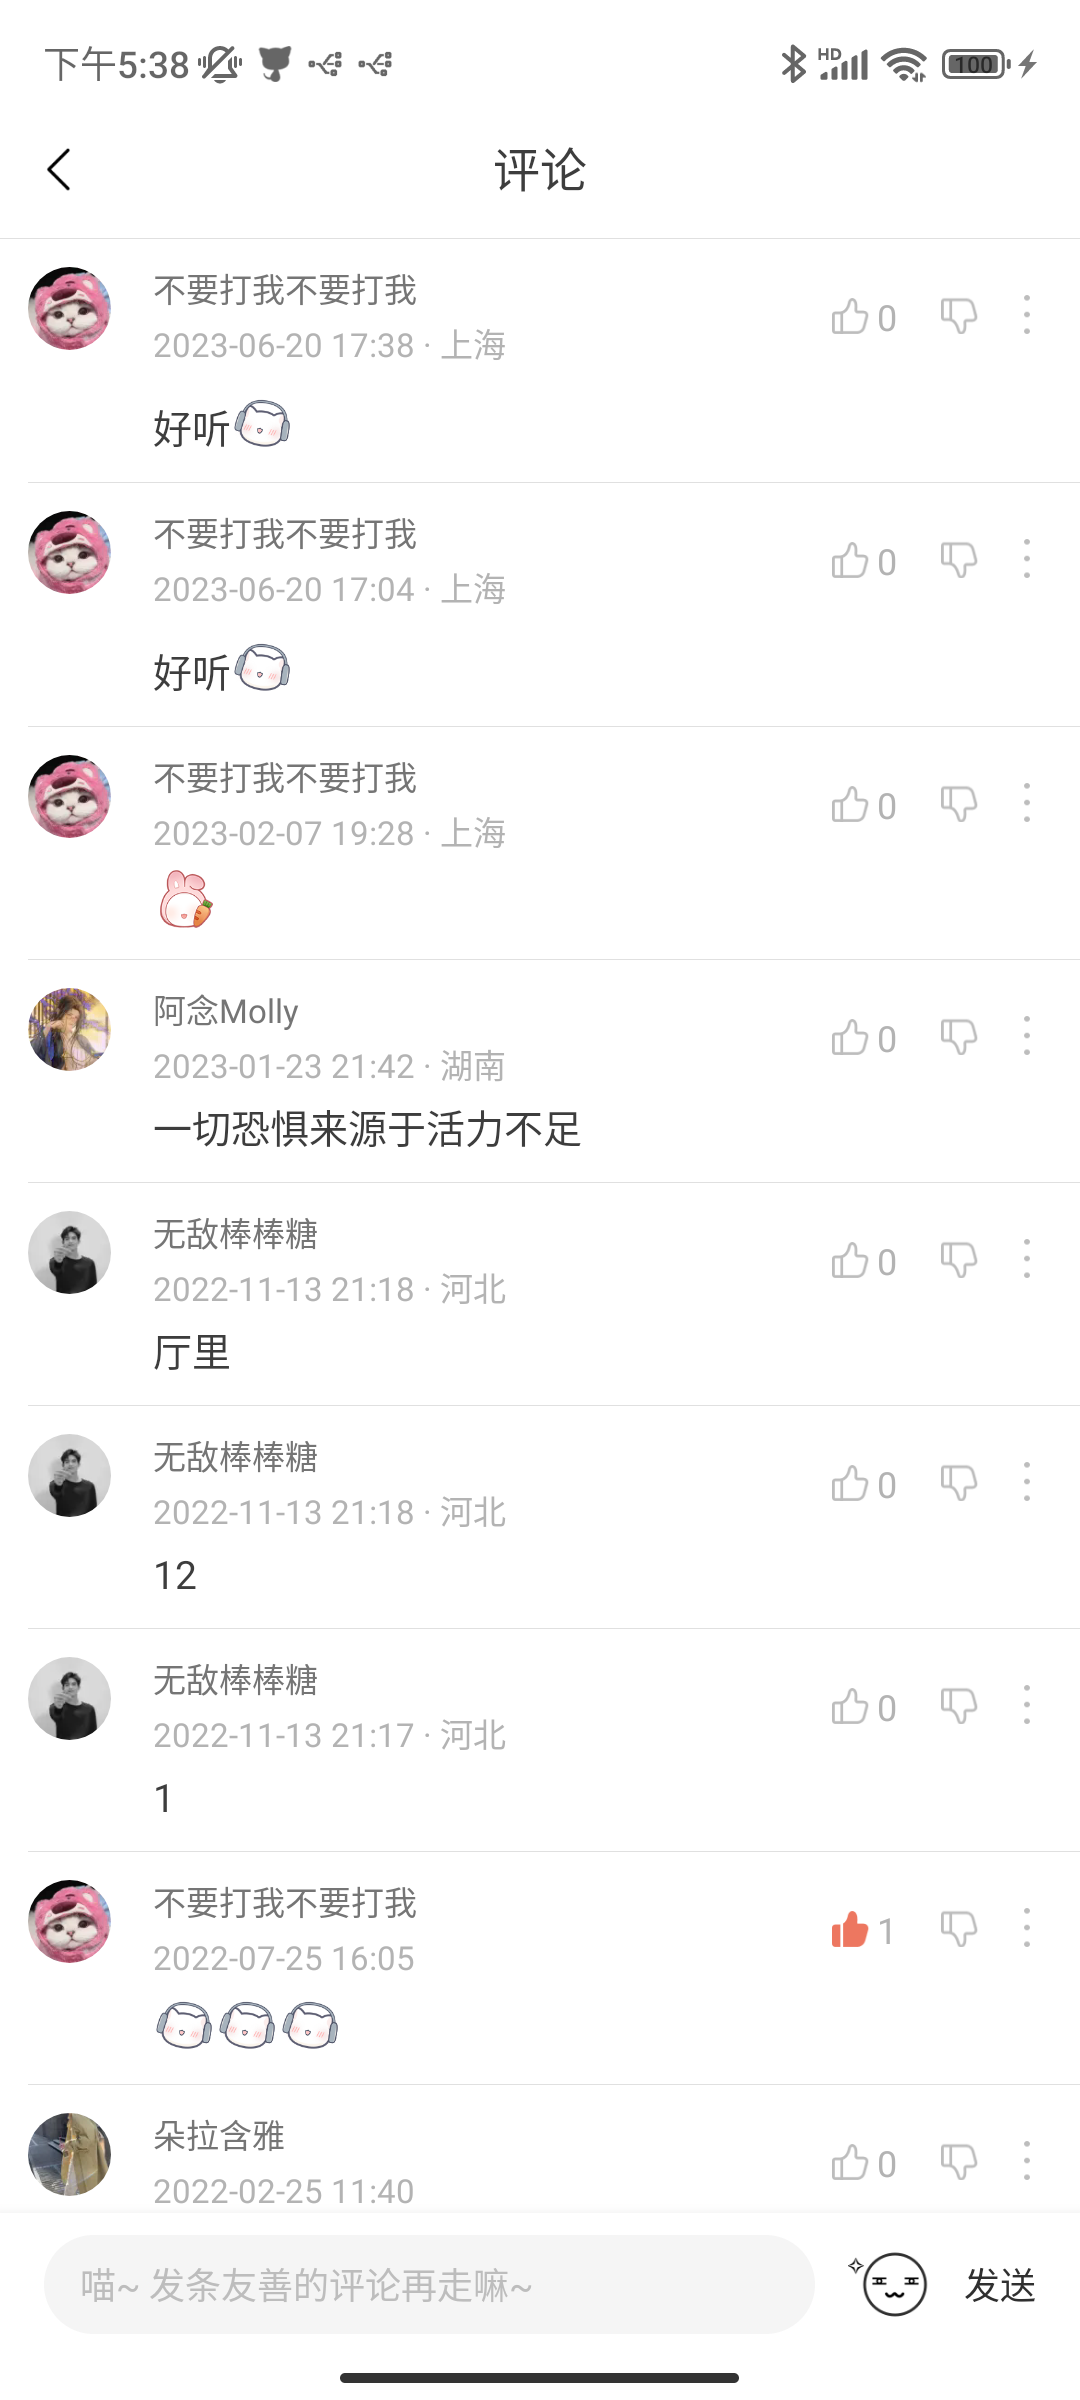 下午5:38 HD 100
评论
不要打我不要打我
2023-06-20 17:38 · 上海
0
好听
不要打我不要打我
2023-06-20 17:04 · 上海
0
好听
不要打我不要打我
2023-02-07 19:28 · 上海
0
阿念Molly
2023-01-23 21:42 · 湖南
0
一切恐惧来源于活力不足
无敌棒棒糖
2022-11-13 21:18 · 河北
0
厅里
无敌棒棒糖
2022-11-13 21:18 · 河北
0
12
无敌棒棒糖
2022-11-13 21:17 · 河北
0
1
不要打我不要打我
2022-07-25 16:05
1
朵拉含雅
2022-02-25 11:40
0
喵~ 发条友善的评论再走嘛~
发送